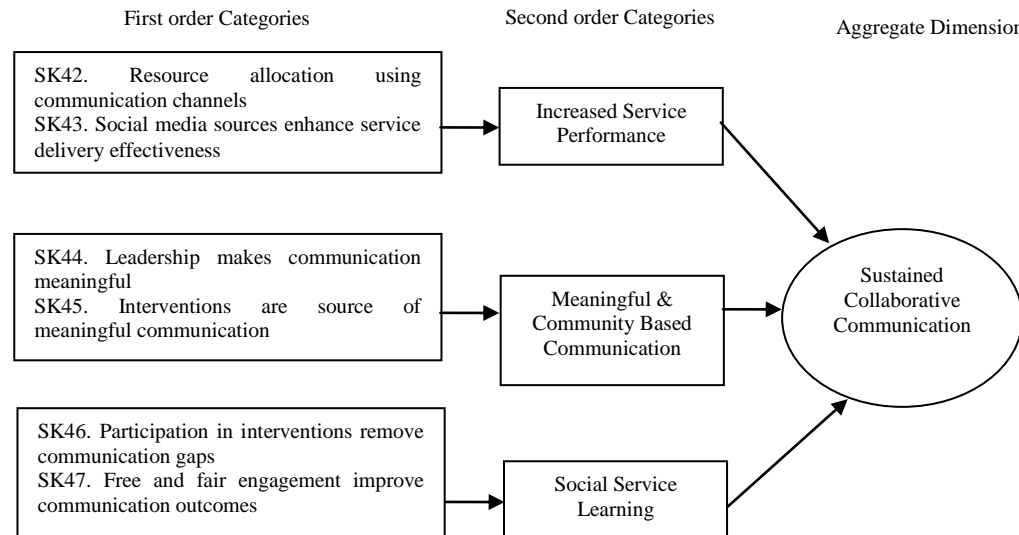 First order Categories
Second order Categories
Aggregate Dimension
SK42. Resource allocation using
communication channels
SK43. Social media sources enhance service
delivery effectiveness
Increased Service
Performance
SK44. Leadership makes communication
meaningful
SK45. Interventions are source of
meaningful communication
Meaningful &
Community Based
Communication
Sustained
Collaborative
Communication
SK46. Participation in interventions remove
communication gaps
SK47. Free and fair engagement improve
communication outcomes
Social Service
Learning